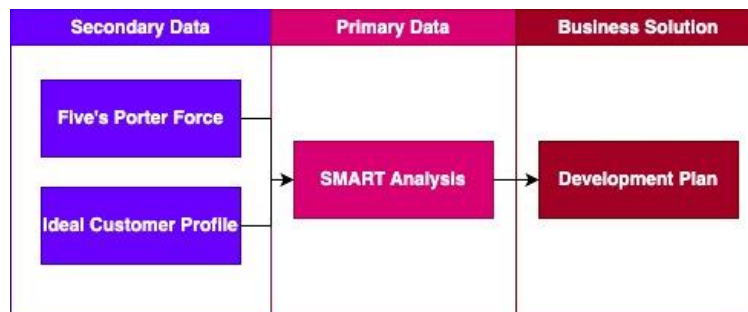 Secondary Data
Primary Data
Business Solution
Five's Porter Force
Ideal Customer Profile
SMART Analysis
Development Plan